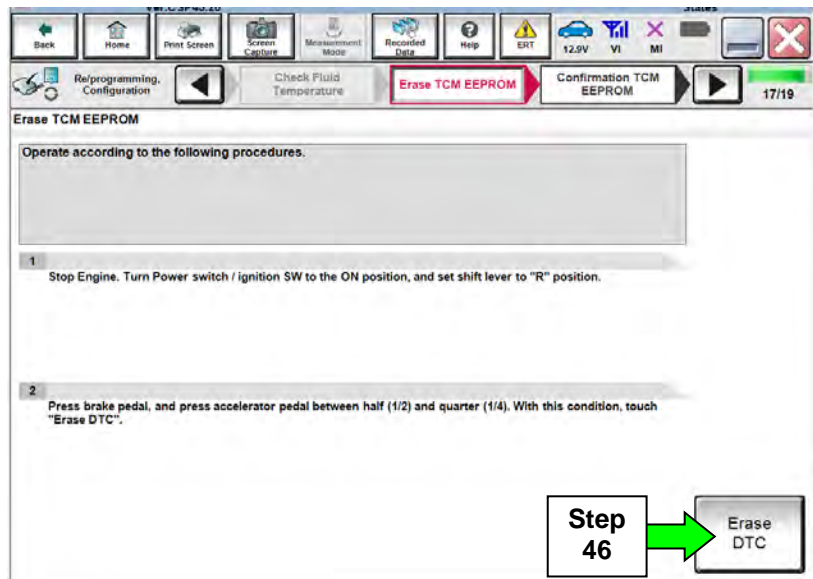 Ver.CSP45.20
States
Back
Home
Print Screen
Screen Capture
Measurement Mode
Recorded Data
Help
ERT
12.9V
VI
MI
Re/programming, Configuration
Check Fluid Temperature
Erase TCM EEPROM
Confirmation TCM EEPROM
17/19
Erase TCM EEPROM
Operate according to the following procedures.
1
Stop Engine. Turn Power switch / ignition SW to the ON position, and set shift lever to "R" position.
2
Press brake pedal, and press accelerator pedal between half (1/2) and quarter (1/4). With this condition, touch
"Erase DTC".
Step
46
Erase
DTC